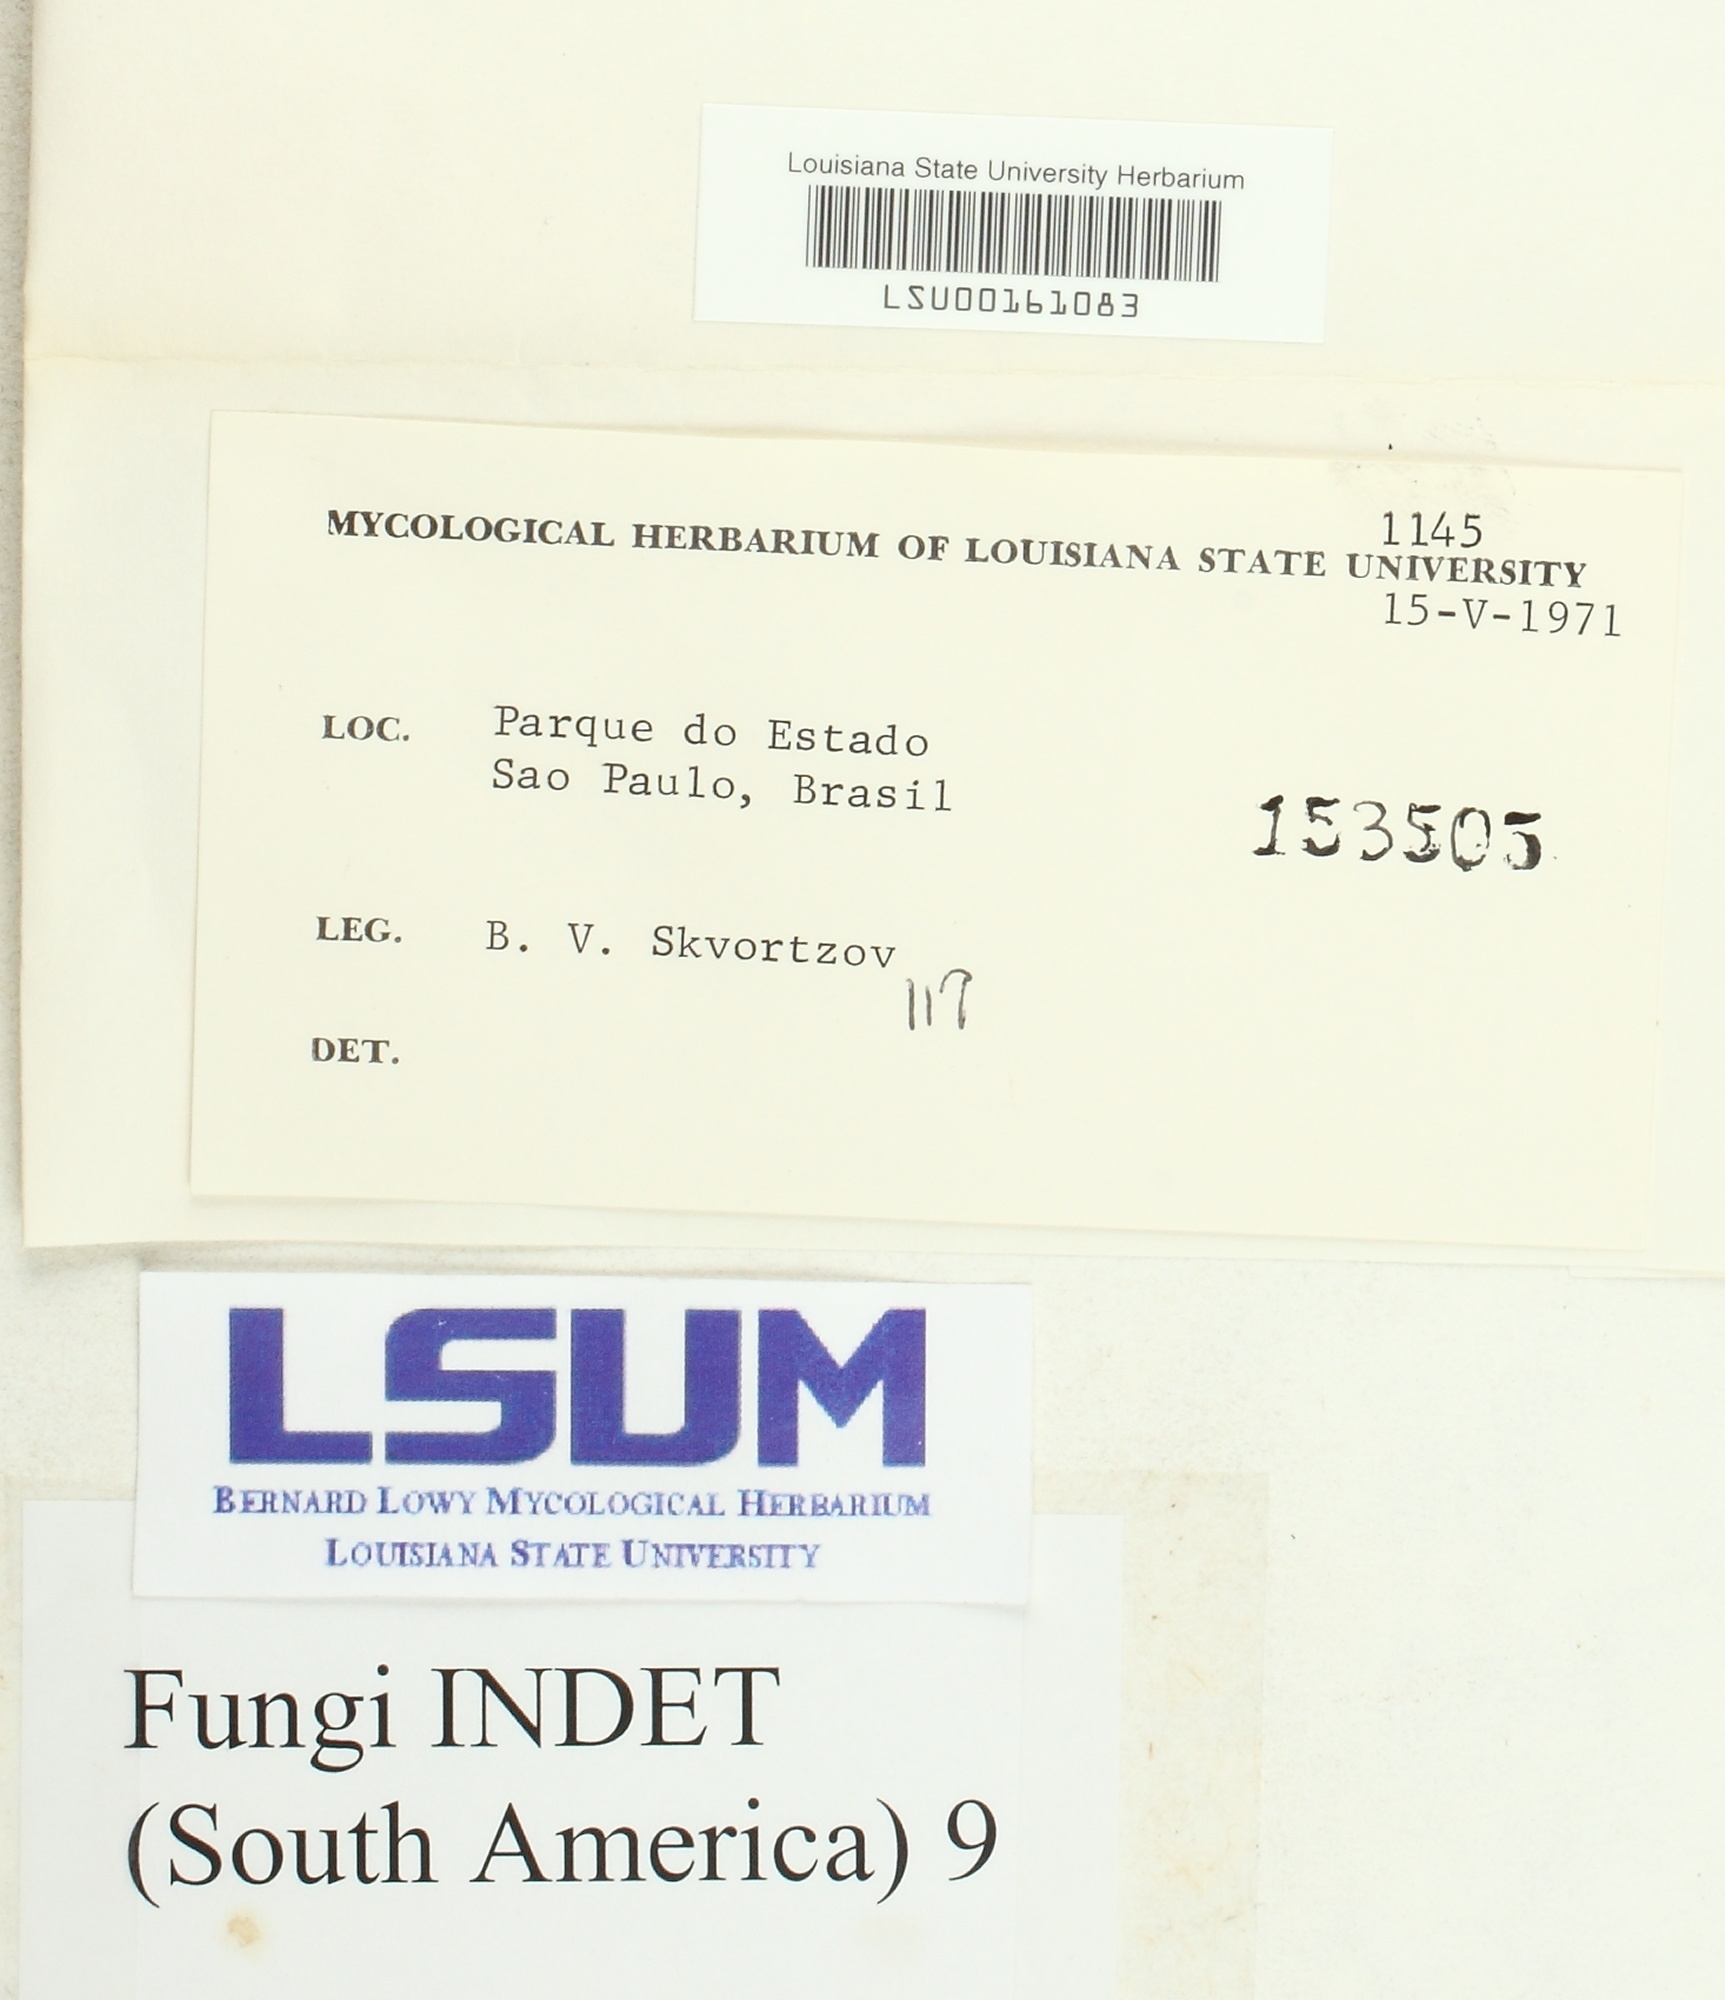 Louisiana State University Herbarium
LSU00161083
1145
MYCOLOGICAL HERBARIUM OF LOUISIANA STATE UNIVERSITY
15-V-1971
LOC. Parque do Estado
Sao Paulo, Brasil
153505
LEG. B. V. Skvortzov
117
DET.
LSUM
BERNARD LOWY MYCOLOGICAL HERBARIUM
LOUISIANA STATE UNIVERSITY
Fungi INDET
(South America) 9